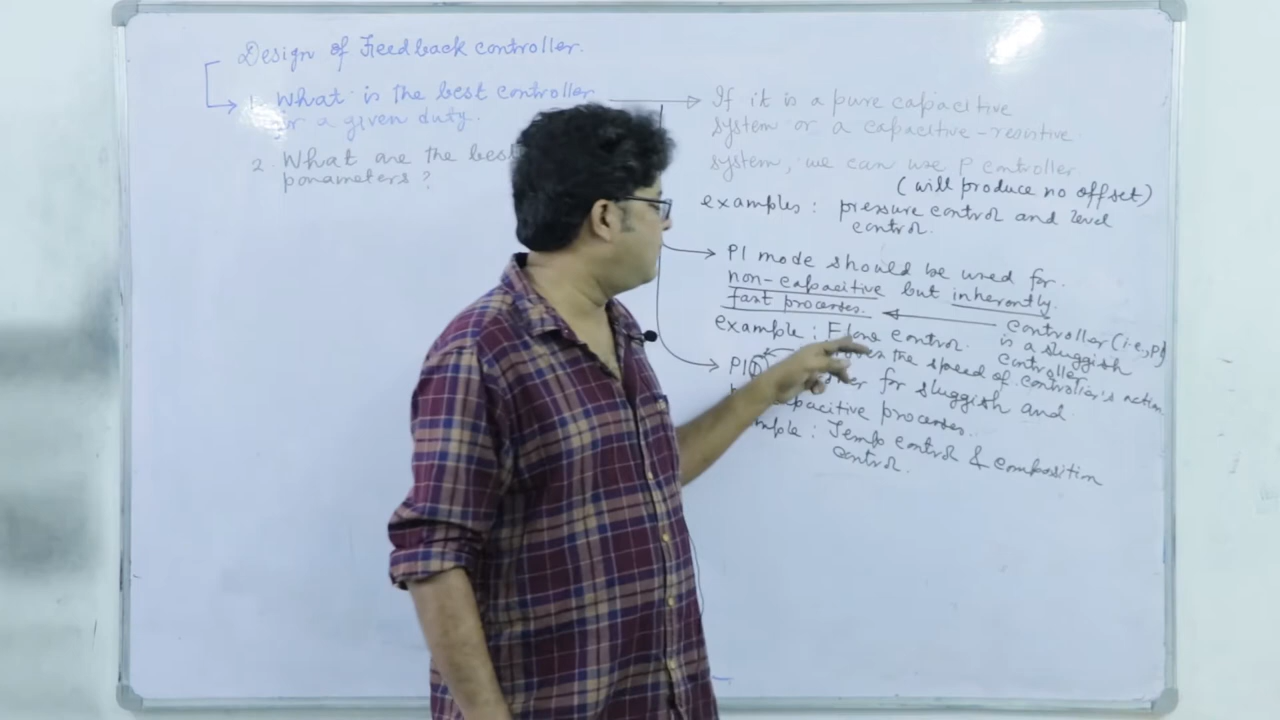 Design of Feedback controller.
1. What is the best controller
a given duty.
2. What are the best
parameters?
If it is a pure capacitive
system or a capacitive-resistive
system, we can use P controller
(will produce no offset)
examples: pressure control and level
control.
PI mode should be used for
non-capacitive but inherently
fast processes.
controller (i.e., PI)
is a sluggish
controller
example: Flow control.
PID
the speed of controller's action
for sluggish and
capacitive processes.
: Temp control & composition
control.